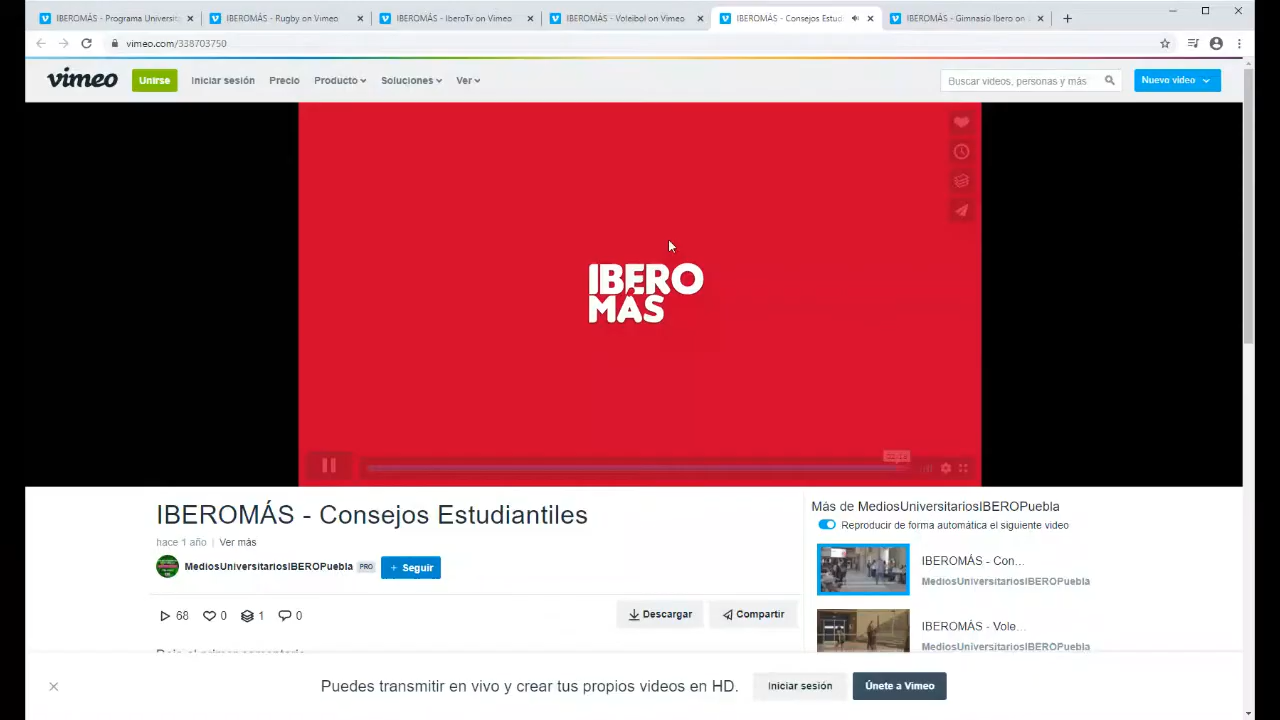 IBEROMÁS - Programa Universit
IBEROMÁS - Rugby on Vimeo
IBEROMÁS - IberoTv on Vimeo
IBEROMÁS - Voleibol on Vimeo
IBEROMÁS - Consejos Estud
IBEROMÁS - Gimnasio Ibero on
vimeo.com/338703750
vimeo
Unirse
Iniciar sesión
Precio
Producto
Soluciones
Ver
Buscar videos, personas y más
Nuevo video
IBERO
MÁS
IBEROMÁS - Consejos Estudiantiles
hace 1 año
Ver más
MediosUniversitariosIBEROPuebla
PRO
+ Seguir
68
0
1
0
Descargar
Compartir
Más de MediosUniversitariosIBEROPuebla
Reproducir de forma automática el siguiente video
IBEROMÁS - Con...
MediosUniversitariosIBEROPuebla
IBEROMÁS - Vole...
MediosUniversitariosIBEROPuebla
Puedes transmitir en vivo y crear tus propios videos en HD.
Iniciar sesión
Únete a Vimeo